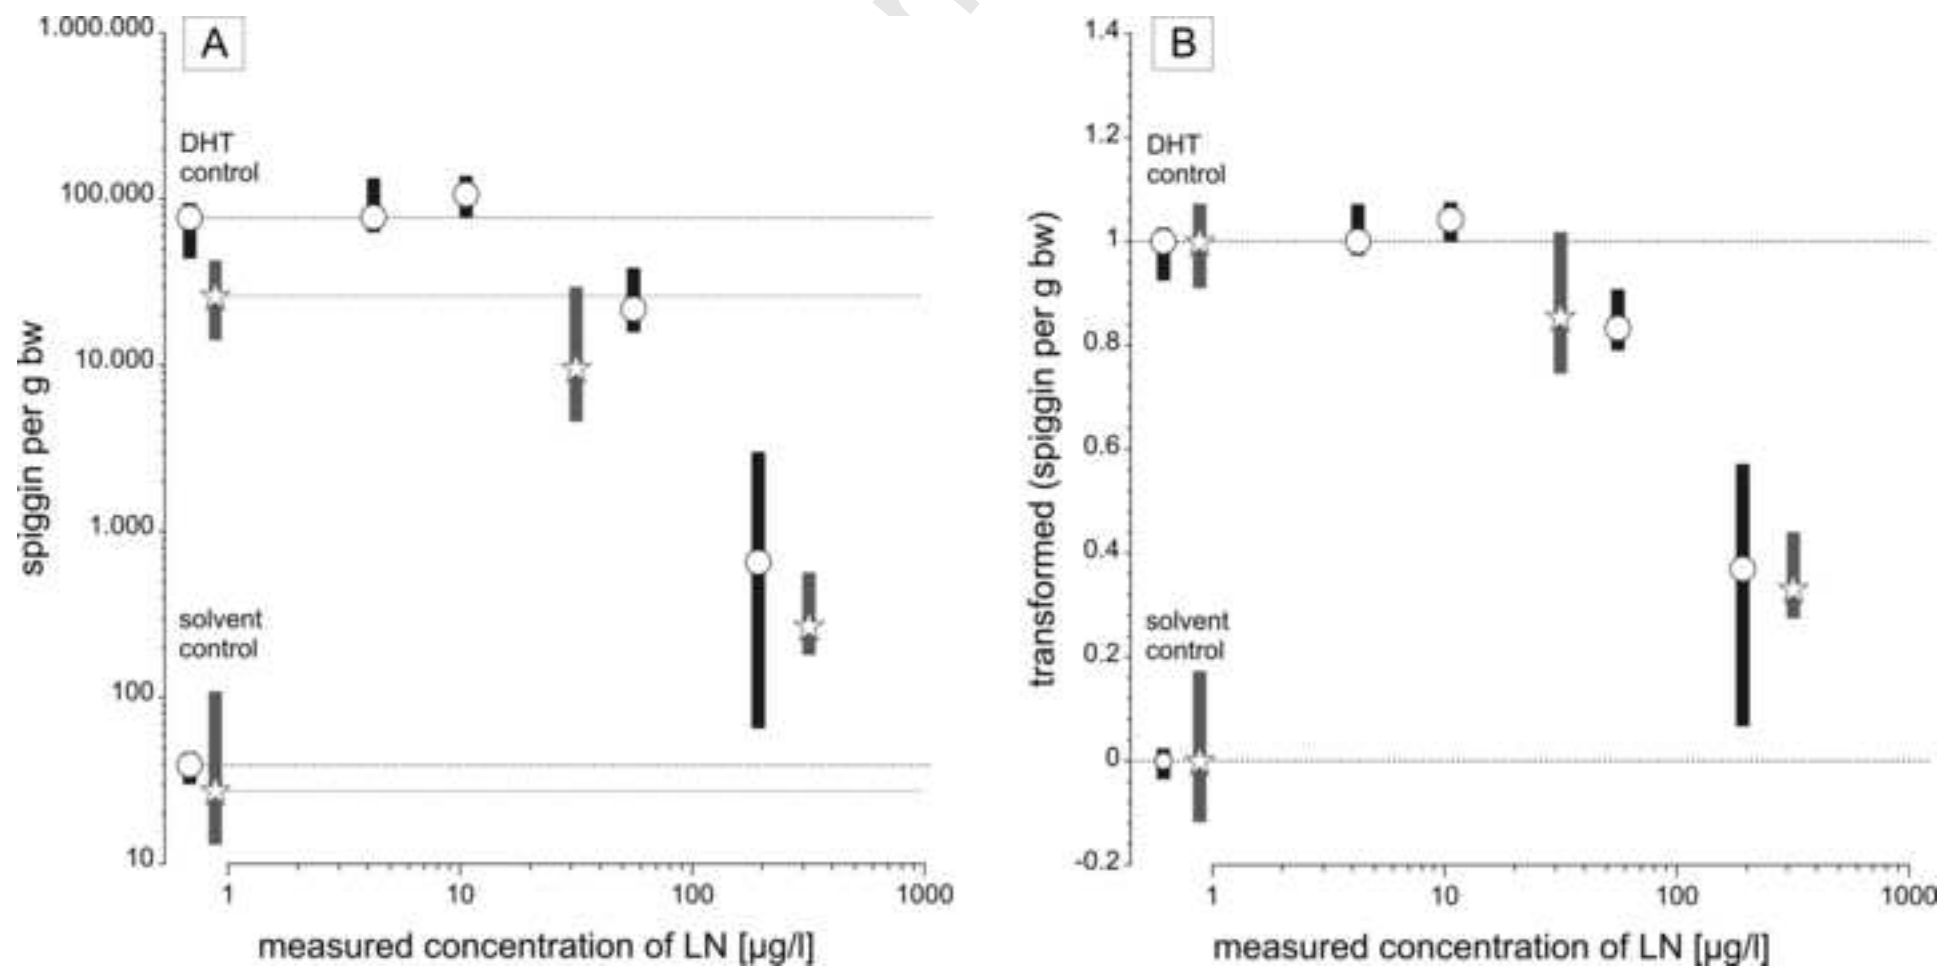 A
1.000.000
100.000
10.000
1.000
100
10
spiggin per g bw
DHT
control
solvent
control
1 10 100 1000
measured concentration of LN [µg/l]
B
1.4
1.2
1
0.8
0.6
0.4
0.2
0
-0.2
transformed (spiggin per g bw)
DHT
control
solvent
control
1 10 100 1000
measured concentration of LN [µg/l]